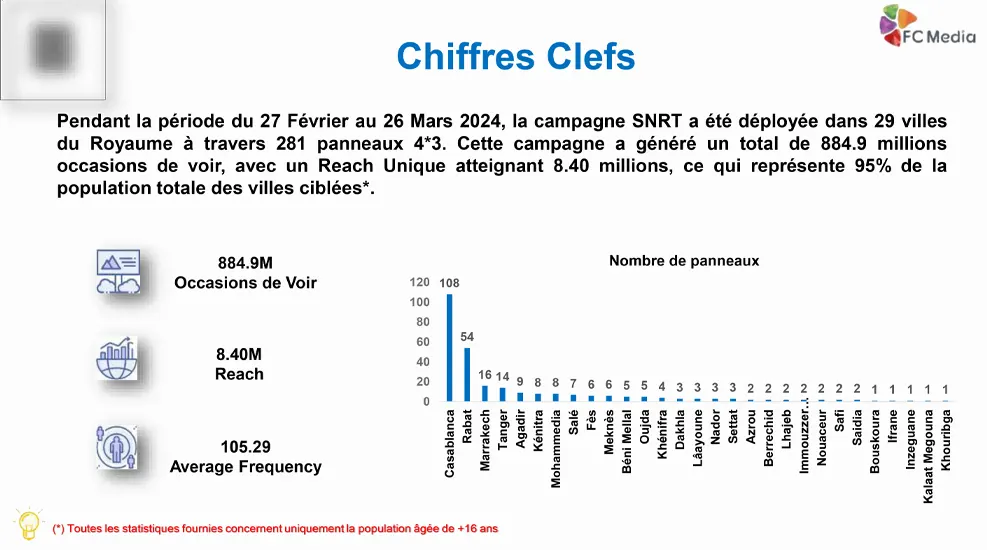 FC Media
Chiffres Clefs
Pendant la période du 27 Février au 26 Mars 2024, la campagne SNRT a été déployée dans 29 villes
du Royaume à travers 281 panneaux 4*3. Cette campagne a généré un total de 884.9 millions
occasions de voir, avec un Reach Unique atteignant 8.40 millions, ce qui représente 95% de la
population totale des villes ciblées*.
884.9M
Occasions de Voir
8.40M
Reach
105.29
Average Frequency
Nombre de panneaux
120
100
80
60
40
20
0
108 54 16 14 9 8 8 7 6 6 5 5 4 3 3 3 3 2 2 2 2 2 2 2 1 1 1 1 1
Casablanca
Rabat
Marrakech
Tanger
Agadir
Kénitra
Mohammedia
Salé
Fès
Meknès
Béni Mellal
Oujda
Khénifra
Dakhla
Lâayoune
Nador
Settat
Azrou
Berrechid
Lhajeb
Immouzzer…
Nouaceur
Safi
Saidia
Bouskoura
Ifrane
Inzeguane
Kalaat Megouna
Khouribga
(*) Toutes les statistiques fournies concernent uniquement la population âgée de +16 ans